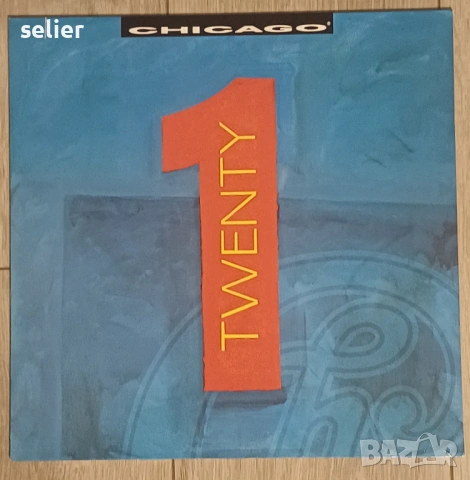 selier
CHICAGO
TWENTY
1
BAZAR